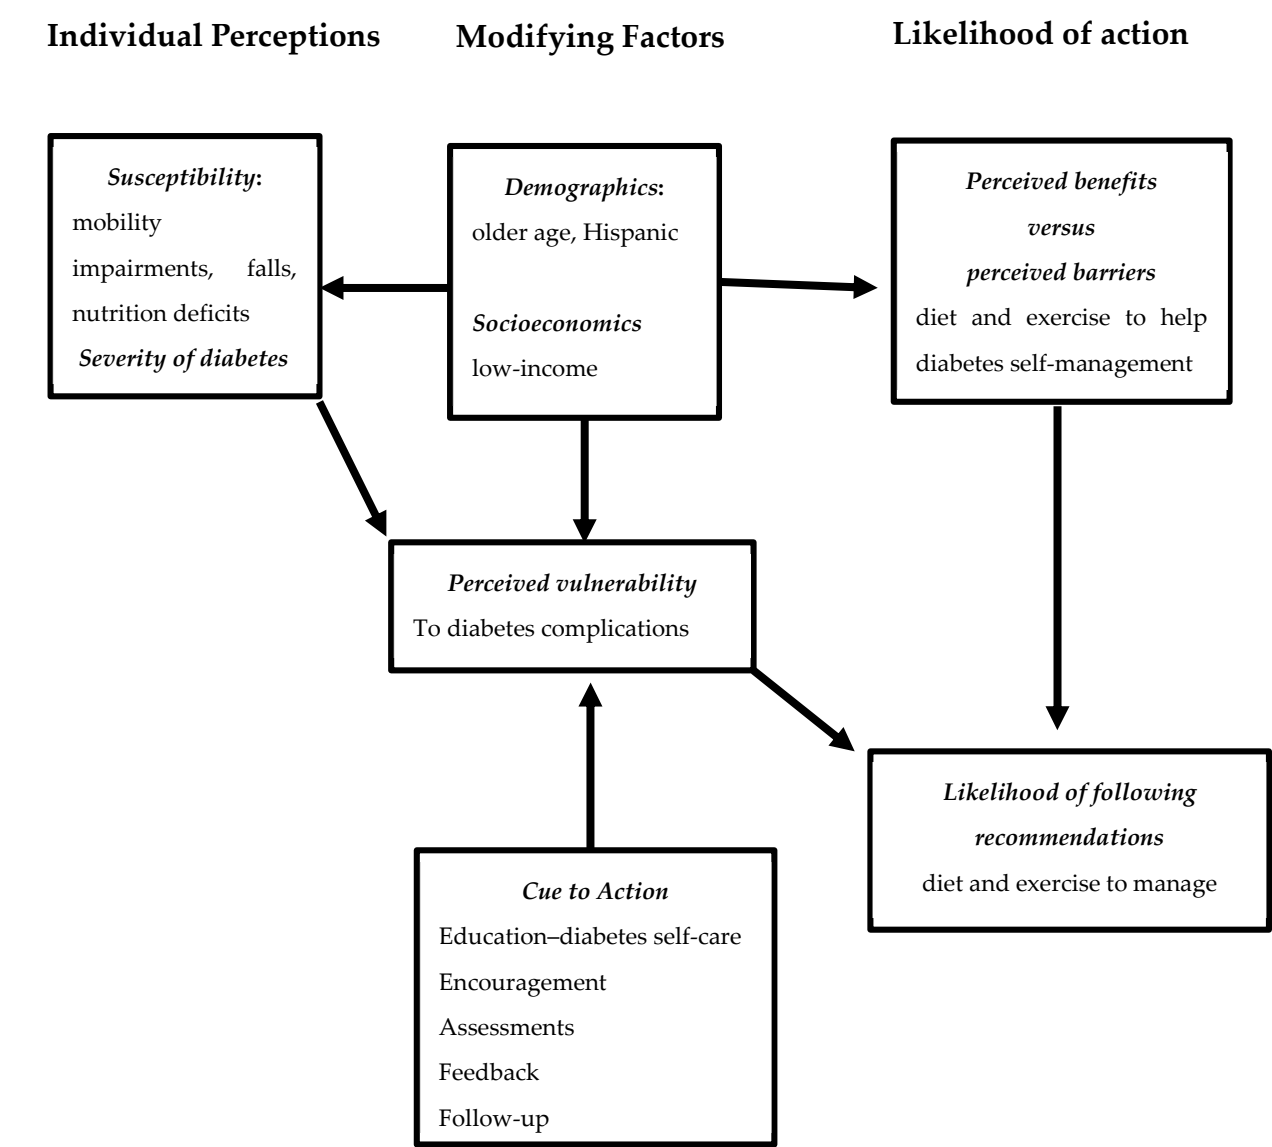 Individual Perceptions
Modifying Factors
Likelihood of action
Susceptibility:
mobility
impairments, falls,
nutrition deficits
Severity of diabetes
Demographics:
older age, Hispanic
Socioeconomics
low-income
Perceived benefits
versus
perceived barriers
diet and exercise to help
diabetes self-management
Perceived vulnerability
To diabetes complications
Likelihood of following
recommendations
diet and exercise to manage
Cue to Action
Education–diabetes self-care
Encouragement
Assessments
Feedback
Follow-up